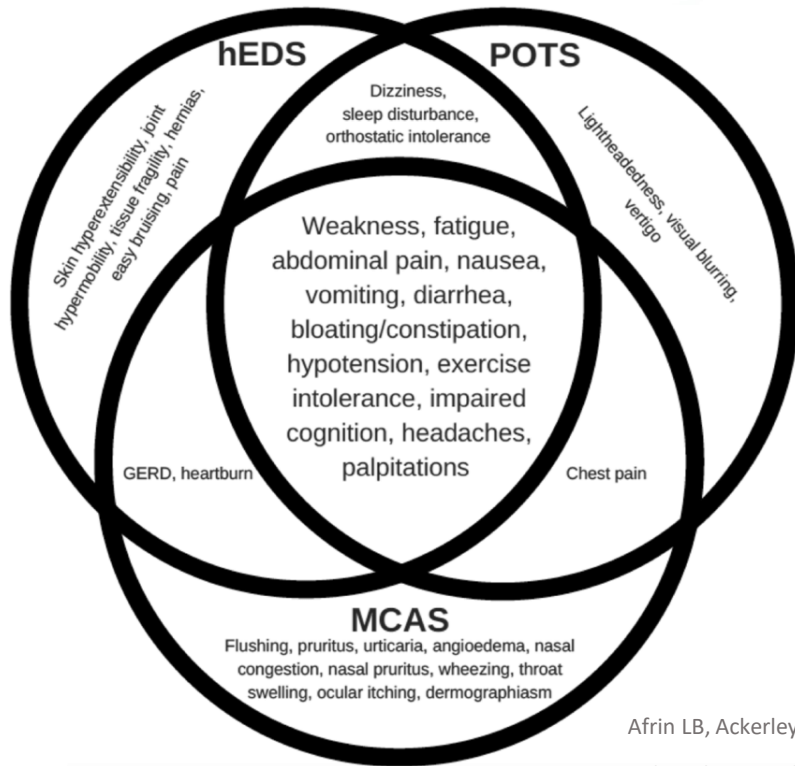 hEDS
POTS
Dizziness,
sleep disturbance,
orthostatic intolerance
Skin hyperextensibility, joint
hypermobility, tissue fragility, hernias,
easy bruising, pain
Lightheadedness, visual blurring,
vertigo
Weakness, fatigue,
abdominal pain, nausea,
vomiting, diarrhea,
bloating/constipation,
hypotension, exercise
intolerance, impaired
cognition, headaches,
palpitations
GERD, heartburn
Chest pain
MCAS
Flushing, pruritus, urticaria, angioedema, nasal
congestion, nasal pruritus, wheezing, throat
swelling, ocular itching, dermographiasm
Afrin LB, Ackerley